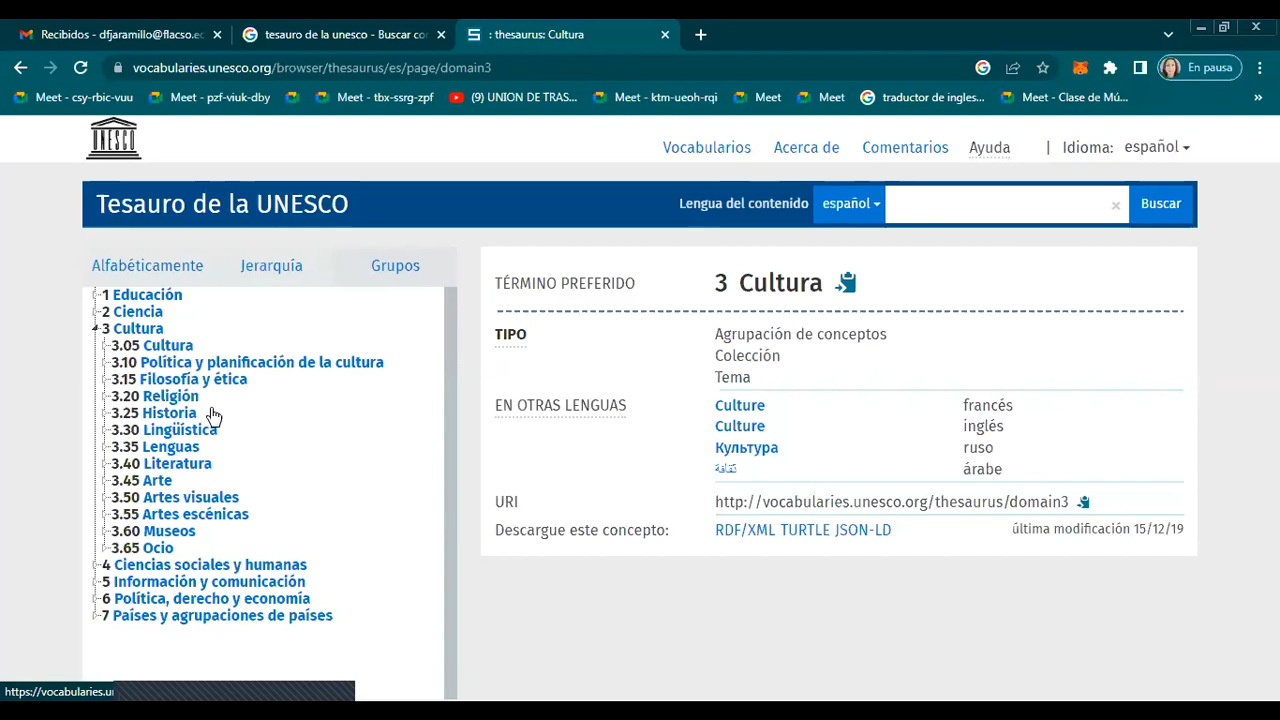 Recibidos - dfjaramillo@flacso.ec
tesauro de la unesco - Buscar co
: thesaurus: Cultura
vocabularies.unesco.org/browser/thesaurus/es/page/domain3
En pausa
Meet - csy-rbic-vuu
Meet - pzf-viuk-dby
Meet - tbx-ssrg-pzf
(9) UNION DE TRAS...
Meet - ktm-ueoh-rqi
Meet
Meet
traductor de ingles...
Meet - Clase de Mú...
»
UNESCO
Vocabularios
Acerca de
Comentarios
Ayuda
| Idioma: español
Tesauro de la UNESCO
Lengua del contenido
español
Buscar
Alfabéticamente
Jerarquía
Grupos
1 Educación
2 Ciencia
3 Cultura
3.05 Cultura
3.10 Política y planificación de la cultura
3.15 Filosofía y ética
3.20 Religión
3.25 Historia
3.30 Lingüística
3.35 Lenguas
3.40 Literatura
3.45 Arte
3.50 Artes visuales
3.55 Artes escénicas
3.60 Museos
3.65 Ocio
4 Ciencias sociales y humanas
5 Información y comunicación
6 Política, derecho y economía
7 Países y agrupaciones de países
TÉRMINO PREFERIDO
3 Cultura
TIPO
Agrupación de conceptos
Colección
Tema
EN OTRAS LENGUAS
Culture francés
Culture inglés
Культура ruso
ثقافة árabe
URI
http://vocabularies.unesco.org/thesaurus/domain3
Descargue este concepto:
RDF/XML TURTLE JSON-LD
última modificación 15/12/19
https://vocabularies.u